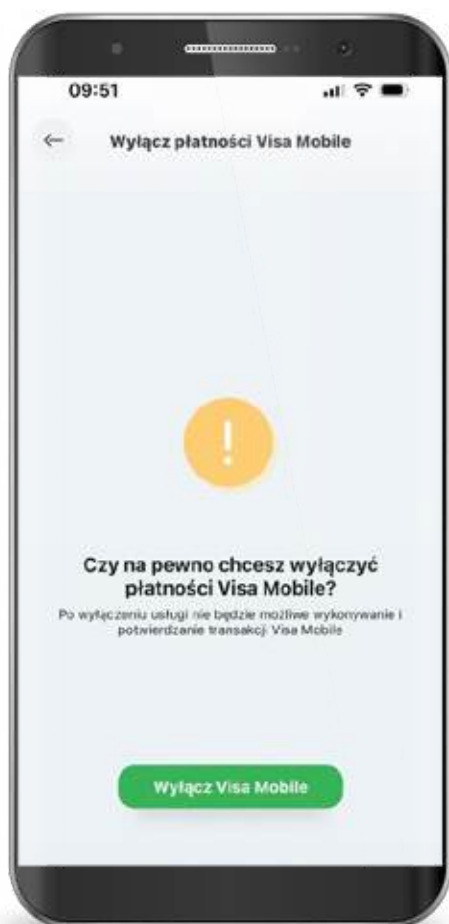 09:51
Wyłącz płatności Visa Mobile
Czy na pewno chcesz wyłączyć
płatności Visa Mobile?
Po wyłączeniu usługi nie będzie możliwe wykonywanie i
potwierdzanie transakcji Visa Mobile
Wyłącz Visa Mobile